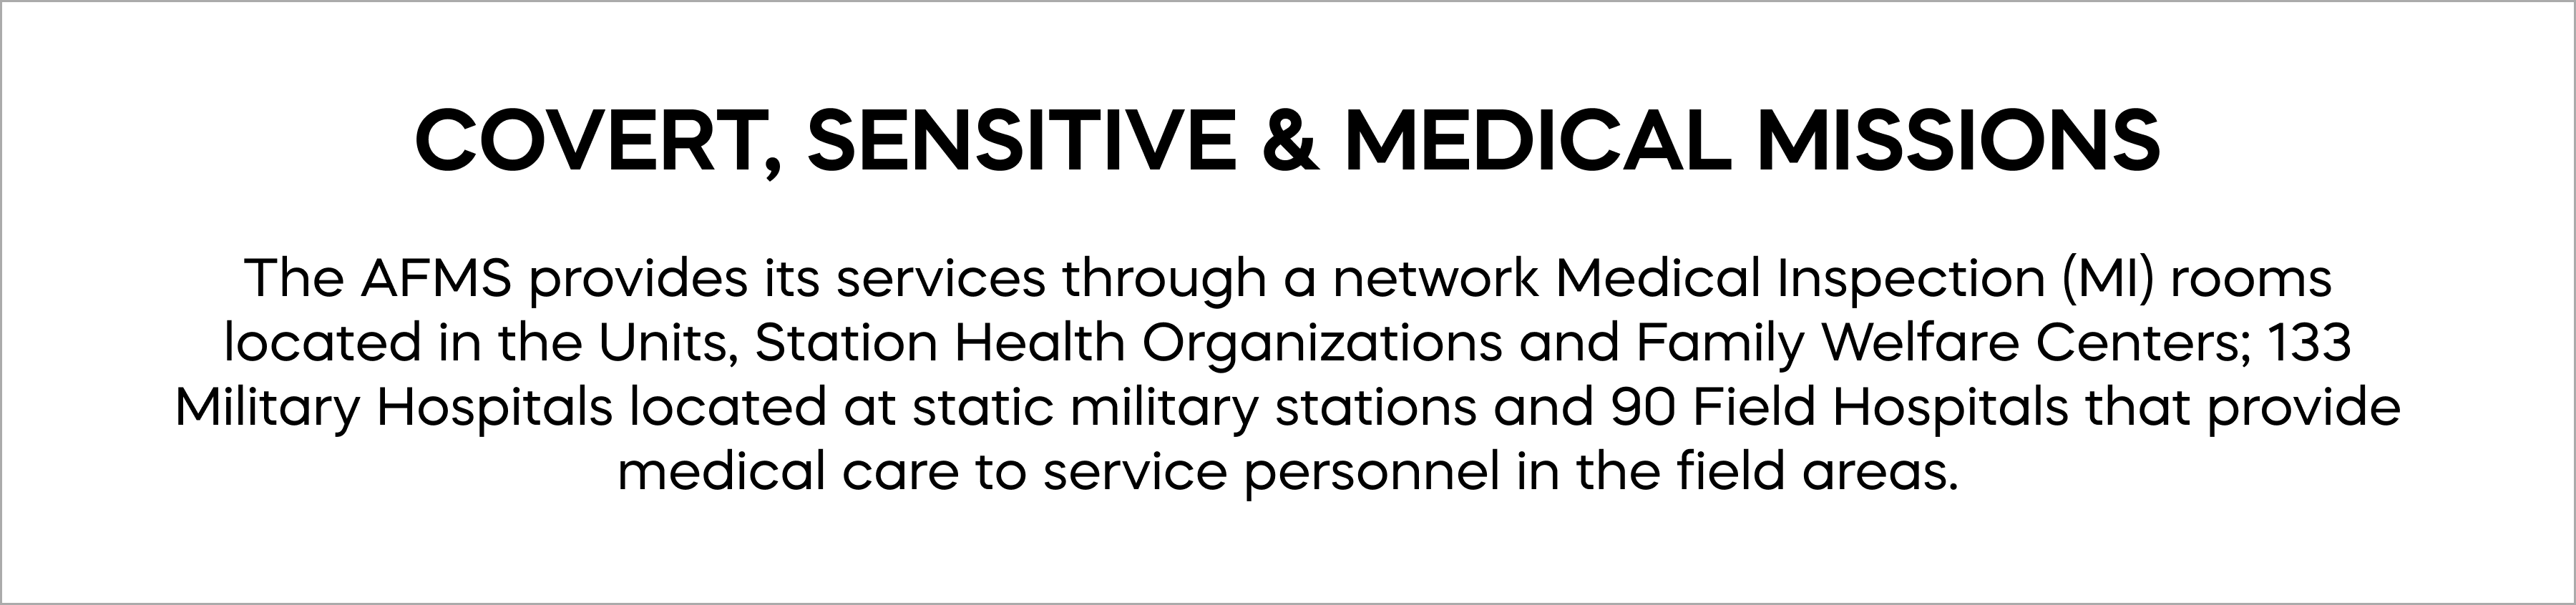 COVERT, SENSITIVE & MEDICAL MISSIONS
The AFMS provides its services through a network Medical Inspection (MI) rooms
located in the Units, Station Health Organizations and Family Welfare Centers; 133
Military Hospitals located at static military stations and 90 Field Hospitals that provide
medical care to service personnel in the field areas.